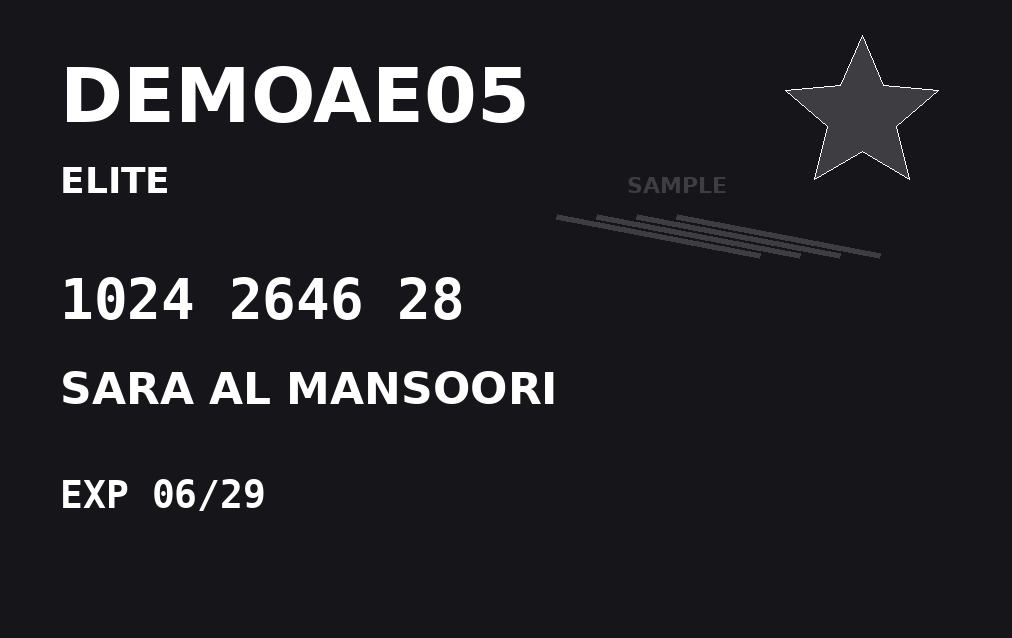 DEMOAE05
ELITE
SAMPLE
1024 2646 28
SARA AL MANSOORI
EXP 06/29